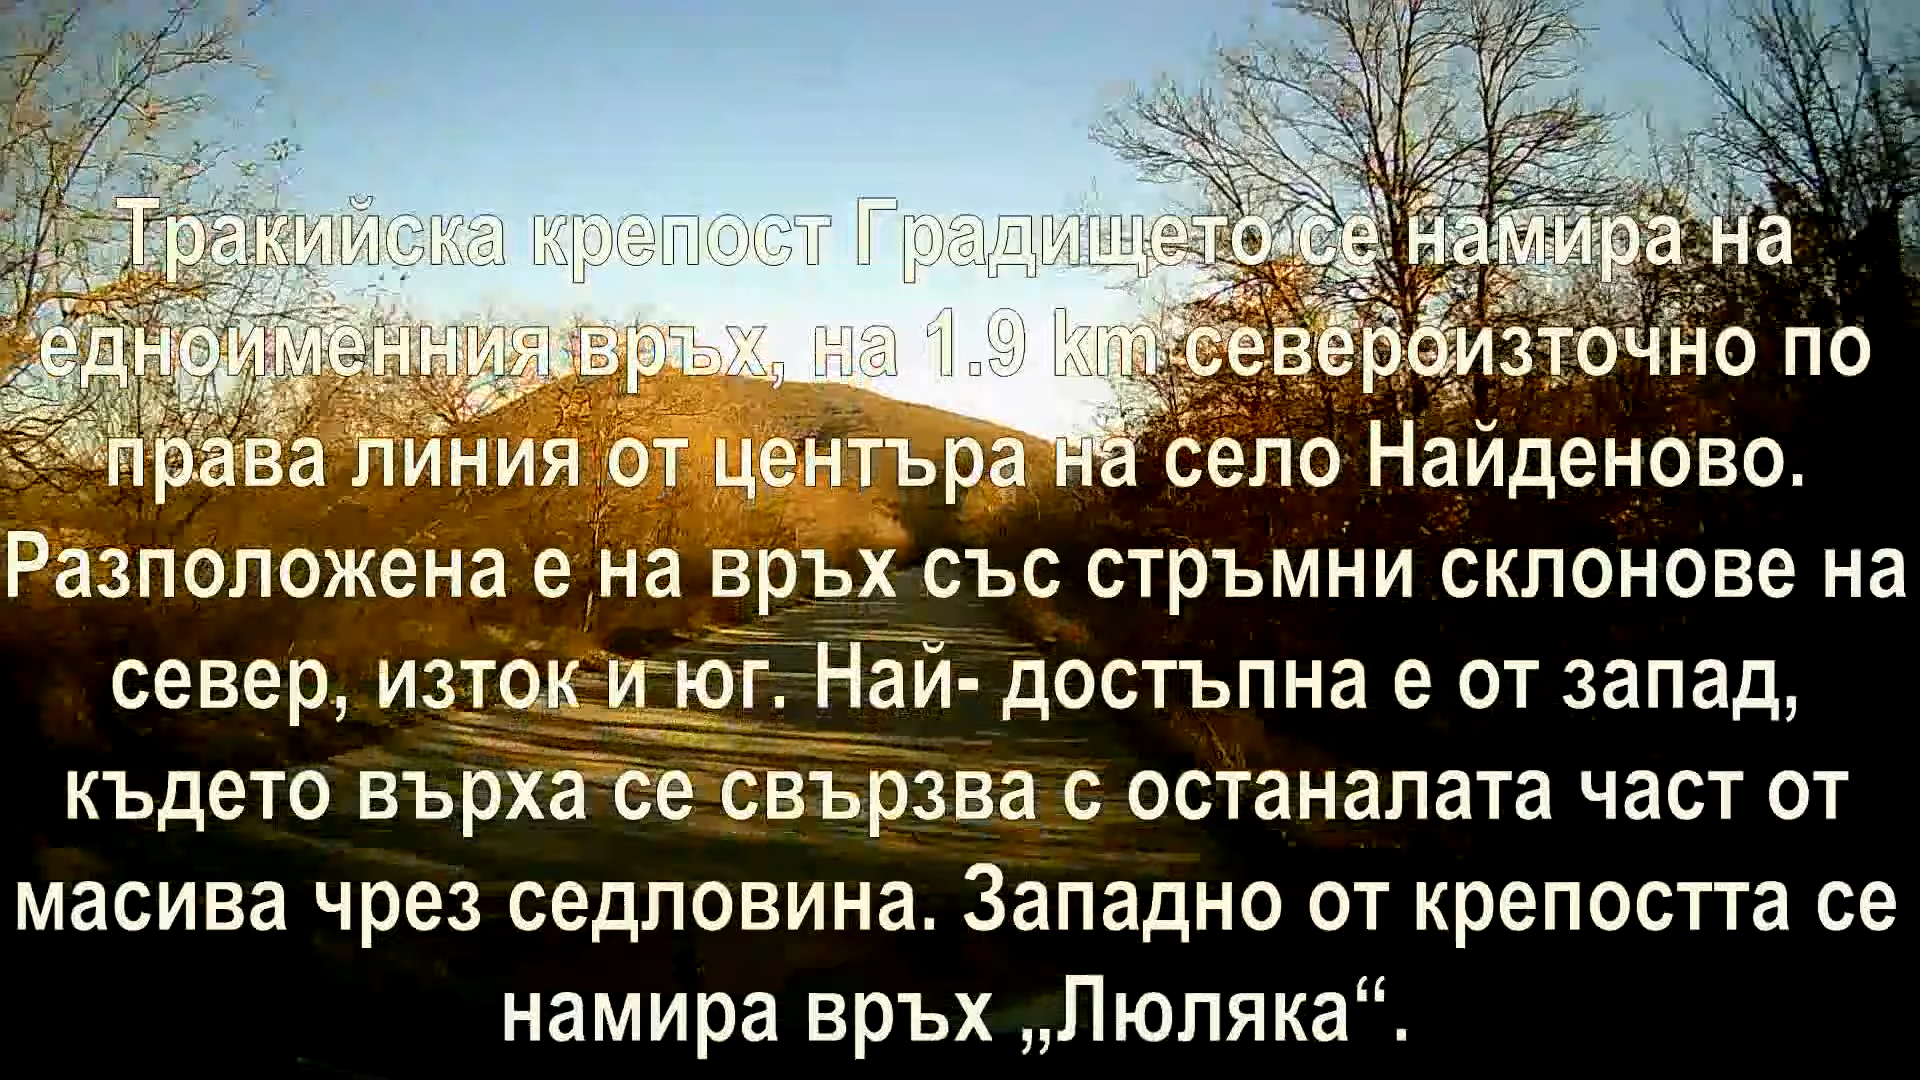 Тракийска крепост Градището се намира на
едноименния връх, на 1.9 km североизточно по
права линия от центъра на село Найденово.
Разположена е на връх със стръмни склонове на
север, изток и юг. Най- достъпна е от запад,
където върха се свързва с останалата част от
масива чрез седловина. Западно от крепостта се
намира връх „Люляка“.